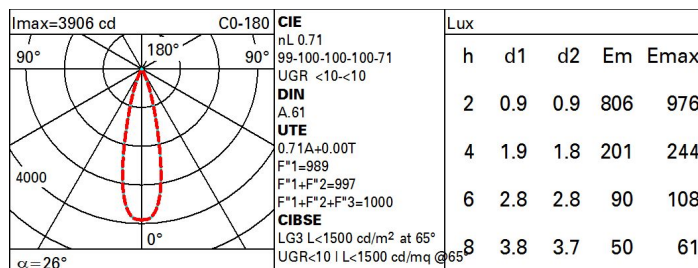 Imax=3906 cd C0-180
90° 180° 90°
4000
0°
α=26°
CIE
nL 0.71
99-100-100-100-71
UGR <10-<10
DIN
A.61
UTE
0.71A+0.00T
F"1=989
F"1+F"2=997
F"1+F"2+F"3=1000
CIBSE
LG3 L<1500 cd/m² at 65°
UGR<10 | L<1500 cd/mq @65°
Lux
h d1 d2 Em Emax
2 0.9 0.9 806 976
4 1.9 1.8 201 244
6 2.8 2.8 90 108
8 3.8 3.7 50 61